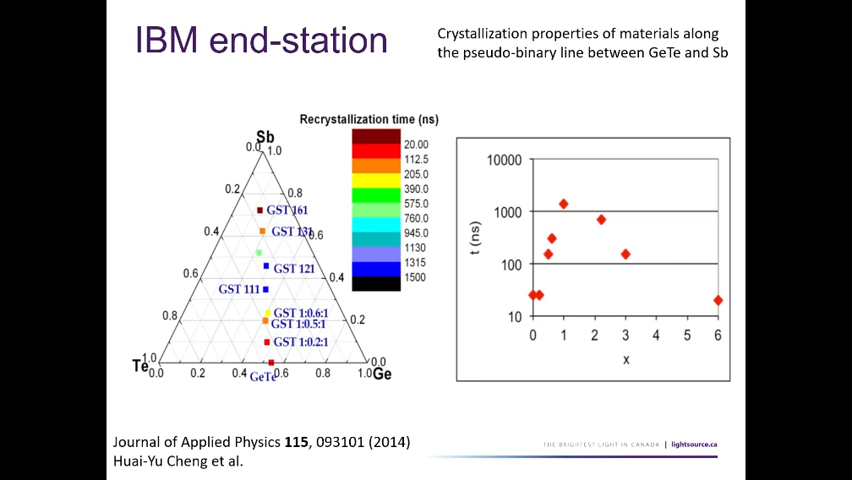 IBM end-station
Crystallization properties of materials along
the pseudo-binary line between GeTe and Sb
Recrystallization time (ns)
Sb
0.0 1.0
0.2 0.8
0.4 0.6
0.6 0.4
0.8 0.2
1.0 0.0
Te
Ge
0.0 0.2 0.4 0.6 0.8 1.0
GST 161
GST 131
GST 121
GST 111
GST 1:0.6:1
GST 1:0.5:1
GST 1:0.2:1
GeTe
20.00
112.5
205.0
390.0
575.0
760.0
945.0
1130
1315
1500
10000
1000
100
10
t (ns)
0 1 2 3 4 5 6
x
Journal of Applied Physics 115, 093101 (2014)
Huai-Yu Cheng et al.
THE BRIGHTEST LIGHT IN CANADA | lightsource.ca